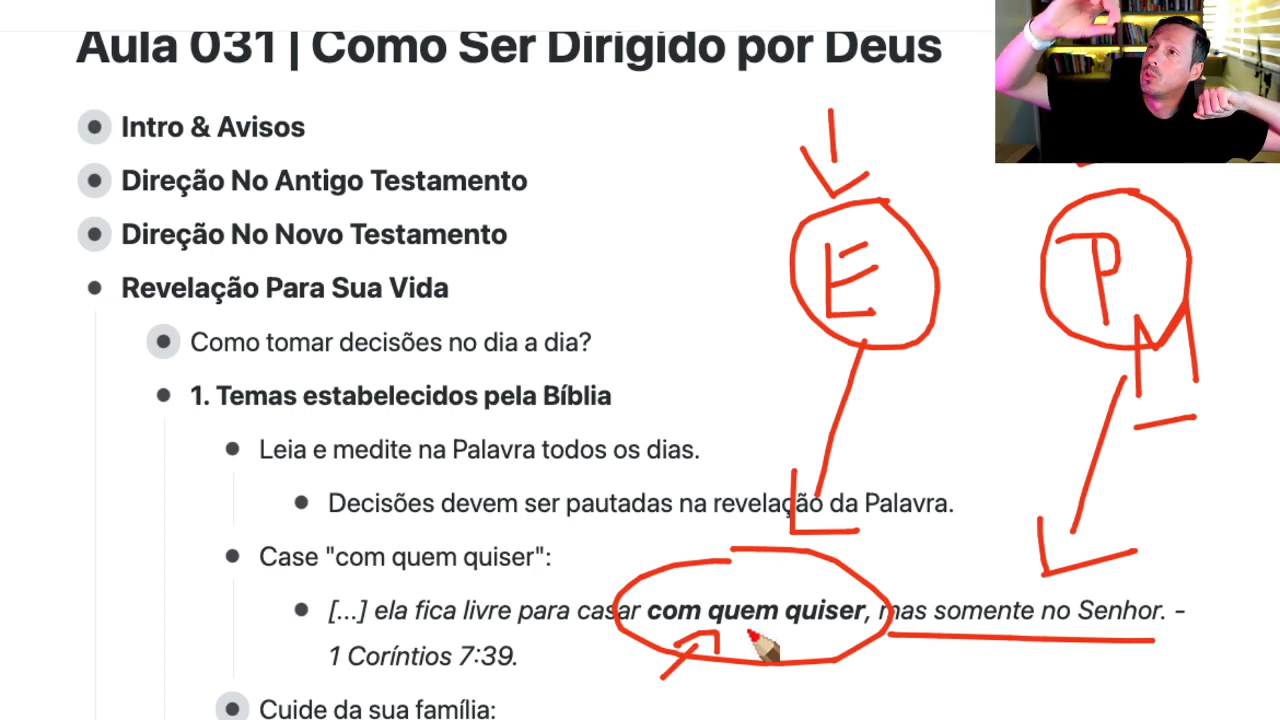 Aula 031 | Como Ser Dirigido por Deus
Intro & Avisos
Direção No Antigo Testamento
Direção No Novo Testamento
Revelação Para Sua Vida
Como tomar decisões no dia a dia?
1. Temas estabelecidos pela Bíblia
Leia e medite na Palavra todos os dias.
Decisões devem ser pautadas na revelação da Palavra.
Case "com quem quiser":
[...] ela fica livre para casar com quem quiser, mas somente no Senhor. -
1 Coríntios 7:39.
Cuide da sua família:
E
P
M